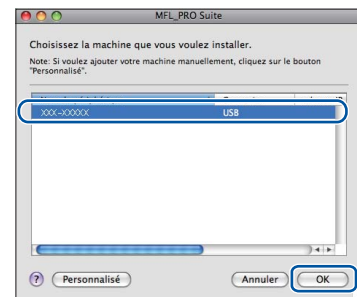 MFL_PRO Suite
Choisissez la machine que vous voulez installer.
Note: Si voulez ajouter votre machine manuellement, cliquez sur le bouton
"Personnalisé".
XXX-XXXXX USB
? Personnalisé Annuler OK